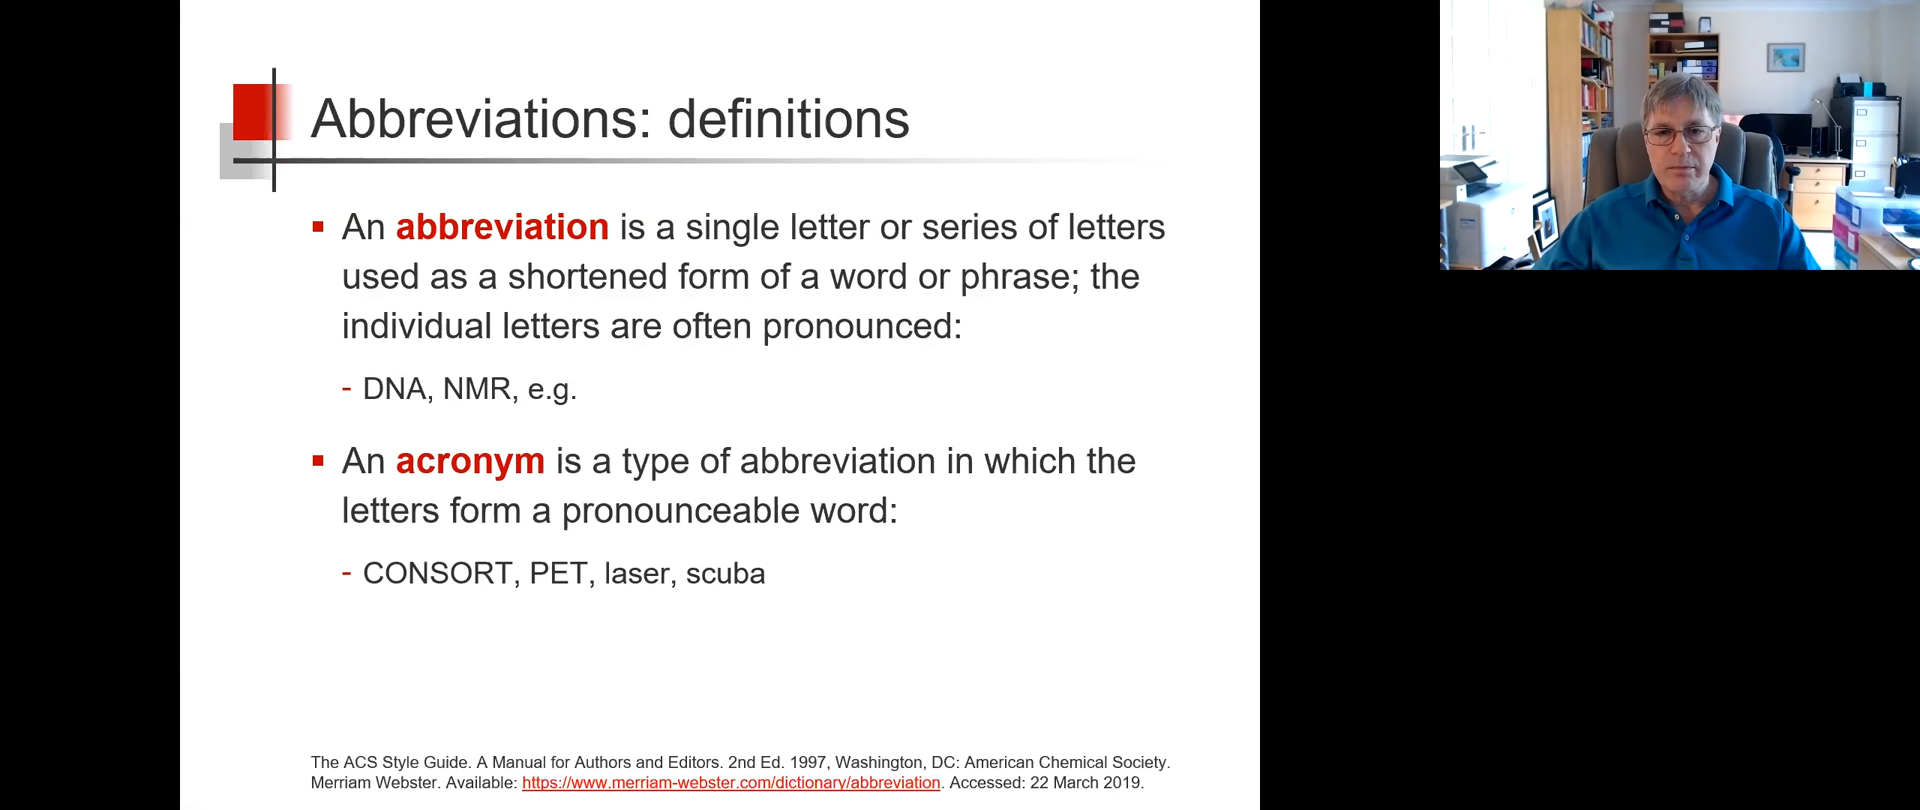 Abbreviations: definitions
An abbreviation is a single letter or series of letters
used as a shortened form of a word or phrase; the
individual letters are often pronounced:
- DNA, NMR, e.g.
An acronym is a type of abbreviation in which the
letters form a pronounceable word:
- CONSORT, PET, laser, scuba
The ACS Style Guide. A Manual for Authors and Editors. 2nd Ed. 1997, Washington, DC: American Chemical Society.
Merriam Webster. Available: https://www.merriam-webster.com/dictionary/abbreviation. Accessed: 22 March 2019.